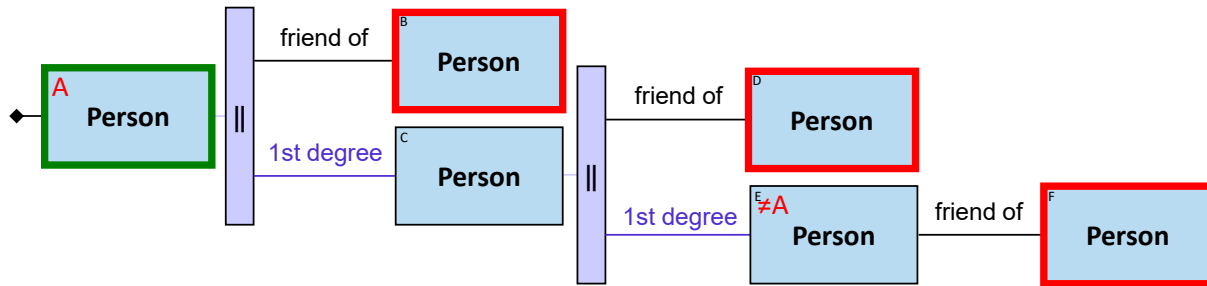 A
Person
||
friend of
B
Person
1st degree
C
Person
||
friend of
D
Person
1st degree
E
≠A
Person
friend of
F
Person